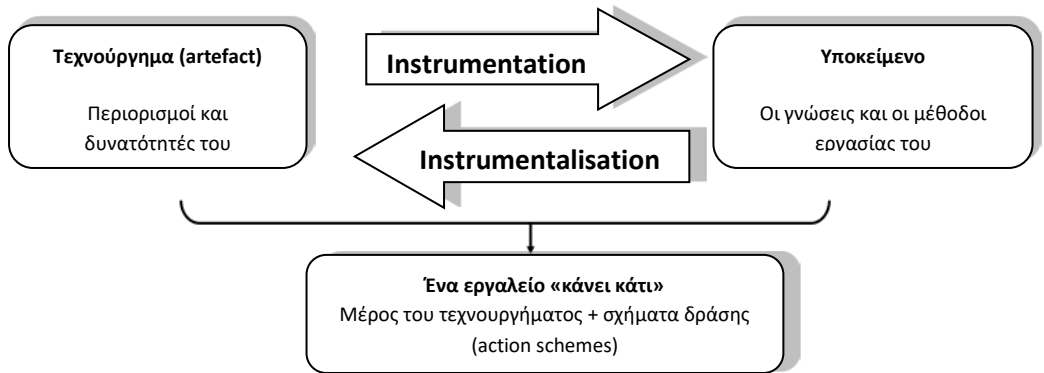 Τεχνούργημα (artefact)
Περιορισμοί και
δυνατότητές του
Instrumentation
Instrumentalisation
Υποκείμενο
Οι γνώσεις και οι μέθοδοι
εργασίας του
Ένα εργαλείο «κάνει κάτι»
Μέρος του τεχνουργήματος + σχήματα δράσης
(action schemes)